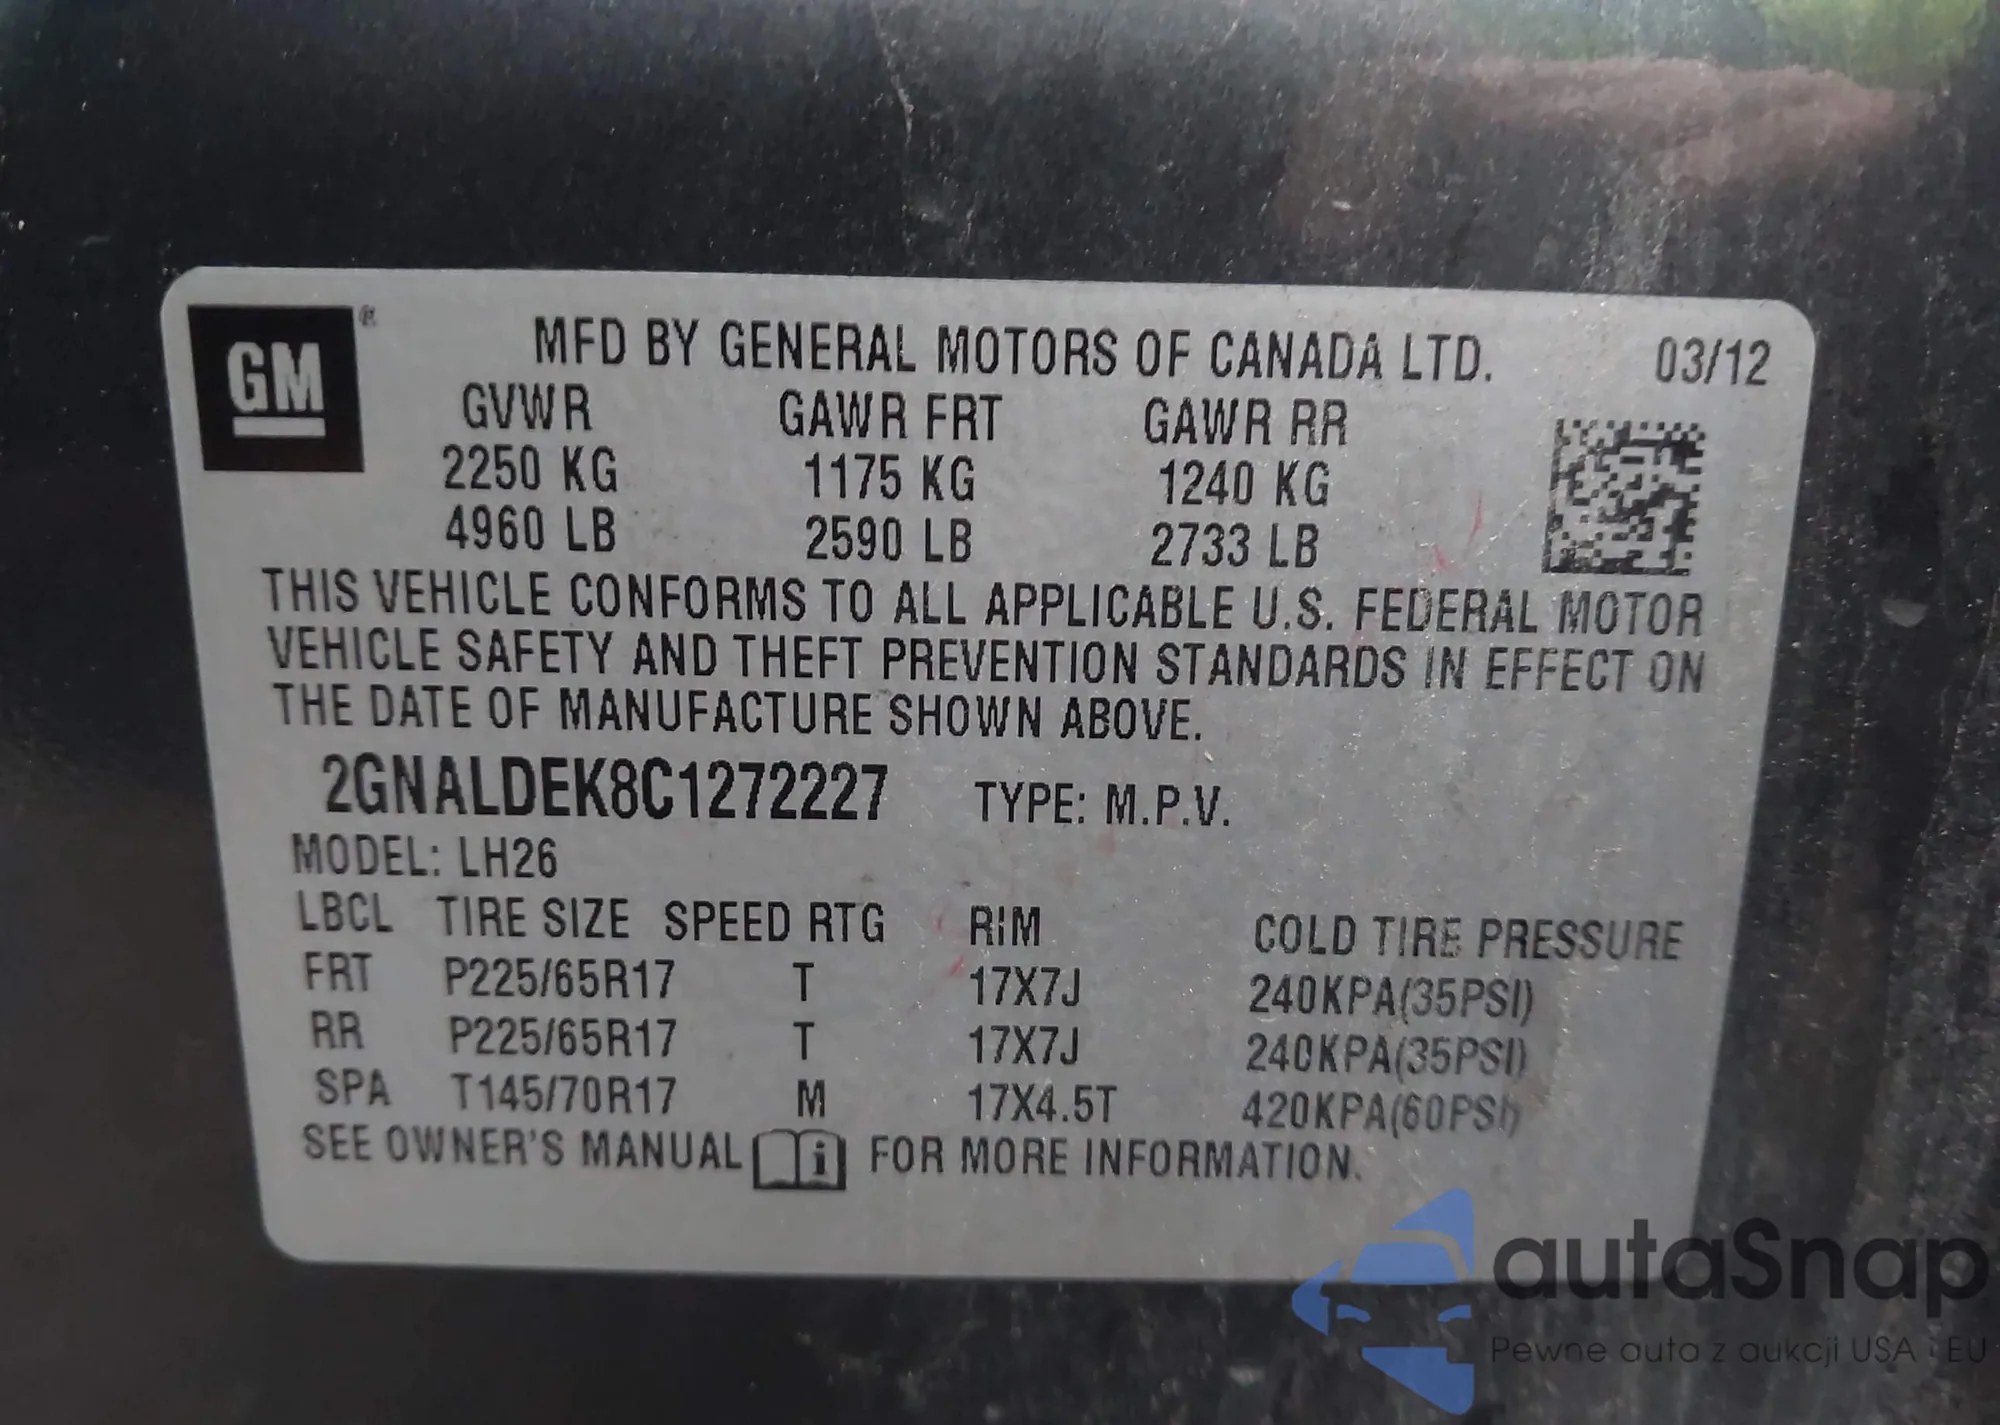 GM ®
MFD BY GENERAL MOTORS OF CANADA LTD. 03/12
GVWR GAWR FRT GAWR RR
2250 KG 1175 KG 1240 KG
4960 LB 2590 LB 2733 LB
THIS VEHICLE CONFORMS TO ALL APPLICABLE U.S. FEDERAL MOTOR
VEHICLE SAFETY AND THEFT PREVENTION STANDARDS IN EFFECT ON
THE DATE OF MANUFACTURE SHOWN ABOVE.
2GNALDEK8C1272227 TYPE: M.P.V.
MODEL: LH26
LBCL TIRE SIZE SPEED RTG RIM COLD TIRE PRESSURE
FRT P225/65R17 T 17X7J 240KPA(35PSI)
RR P225/65R17 T 17X7J 240KPA(35PSI)
SPA T145/70R17 M 17X4.5T 420KPA(60PSI)
SEE OWNER'S MANUAL i FOR MORE INFORMATION.
autaSnap
Pewne auta z aukcji USA i EU